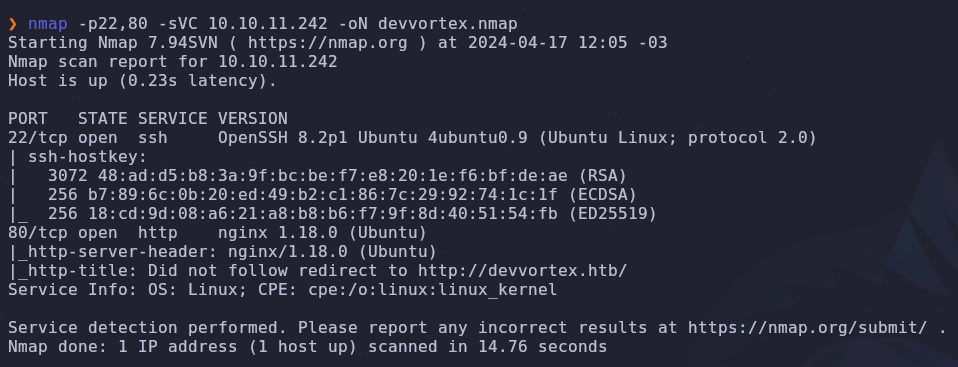 ❯ nmap -p22,80 -sVC 10.10.11.242 -oN devvortex.nmap
Starting Nmap 7.94SVN ( https://nmap.org ) at 2024-04-17 12:05 -03
Nmap scan report for 10.10.11.242
Host is up (0.23s latency).
PORT   STATE SERVICE VERSION
22/tcp open  ssh     OpenSSH 8.2p1 Ubuntu 4ubuntu0.9 (Ubuntu Linux; protocol 2.0)
| ssh-hostkey:
|   3072 48:ad:d5:b8:3a:9f:bc:be:f7:e8:20:1e:f6:bf:de:ae (RSA)
|   256 b7:89:6c:0b:20:ed:49:b2:c1:86:7c:29:92:74:1c:1f (ECDSA)
|_  256 18:cd:9d:08:a6:21:a8:b8:b6:f7:9f:8d:40:51:54:fb (ED25519)
80/tcp open  http    nginx 1.18.0 (Ubuntu)
|_http-server-header: nginx/1.18.0 (Ubuntu)
|_http-title: Did not follow redirect to http://devvortex.htb/
Service Info: OS: Linux; CPE: cpe:/o:linux:linux_kernel
Service detection performed. Please report any incorrect results at https://nmap.org/submit/ .
Nmap done: 1 IP address (1 host up) scanned in 14.76 seconds